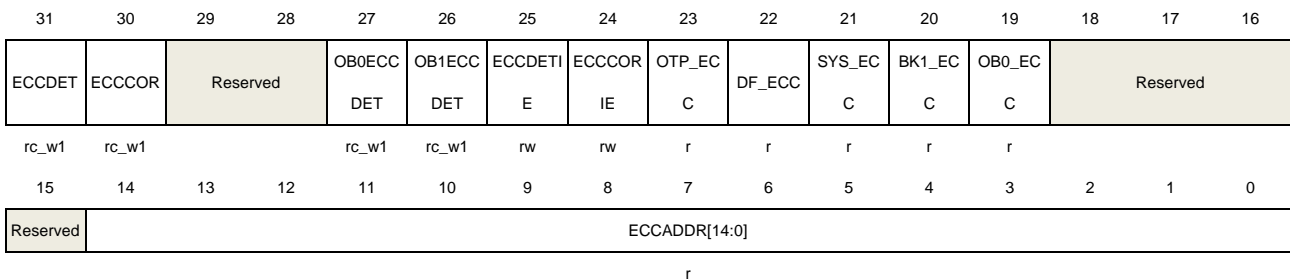 31 30 29 28 27 26 25 24 23 22 21 20 19 18 17 16
ECCDET ECCCOR Reserved OB0ECC DET OB1ECC DET ECCDETI E ECCCOR IE OTP_EC C DF_ECC SYS_EC C BK1_EC C OB0_EC C Reserved
rc_w1 rc_w1 rc_w1 rc_w1 rw rw r r r r r
15 14 13 12 11 10 9 8 7 6 5 4 3 2 1 0
Reserved ECCADDR[14:0]
r